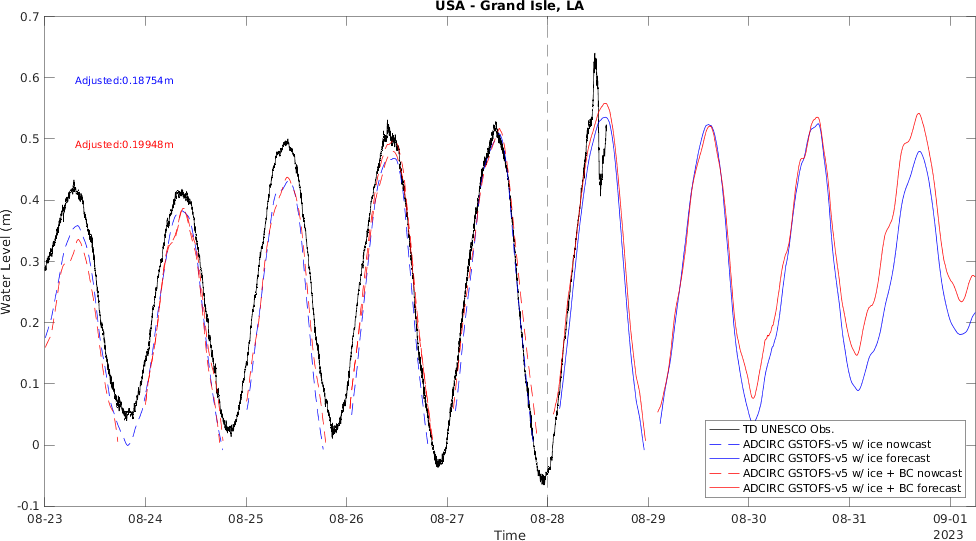 USA - Grand Isle, LA
0.7
0.6
0.5
0.4
0.3
0.2
0.1
0
-0.1
Water Level (m)
Adjusted:0.18754m
Adjusted:0.19948m
TD UNESCO Obs.
ADCIRC GSTOFS-v5 w/ ice nowcast
ADCIRC GSTOFS-v5 w/ ice forecast
ADCIRC GSTOFS-v5 w/ ice + BC nowcast
ADCIRC GSTOFS-v5 w/ ice + BC forecast
08-23 08-24 08-25 08-26 08-27 08-28 08-29 08-30 08-31 09-01
Time
2023